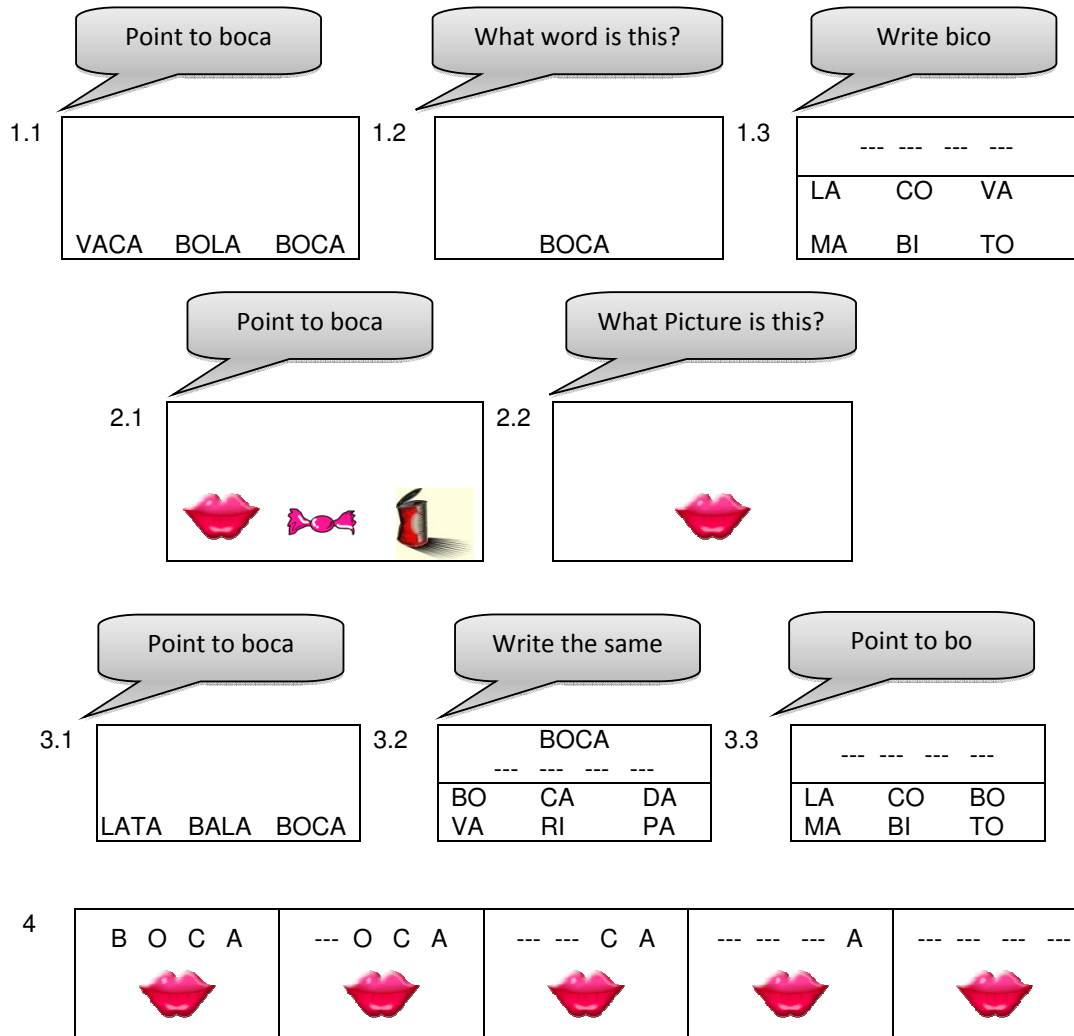 Point to boca
What word is this?
Write bico
1.1
1.2
1.3
--- --- --- ---
LA CO VA
VACA BOLA BOCA
BOCA
MA BI TO
Point to boca
What Picture is this?
2.1
2.2
Point to boca
Write the same
Point to bo
3.1
3.2
3.3
BOCA
--- --- --- ---
--- --- --- ---
LATA BALA BOCA
BO CA DA
VA RI PA
LA CO BO
MA BI TO
4
B O C A
--- O C A
--- --- C A
--- --- --- A
--- --- --- ---